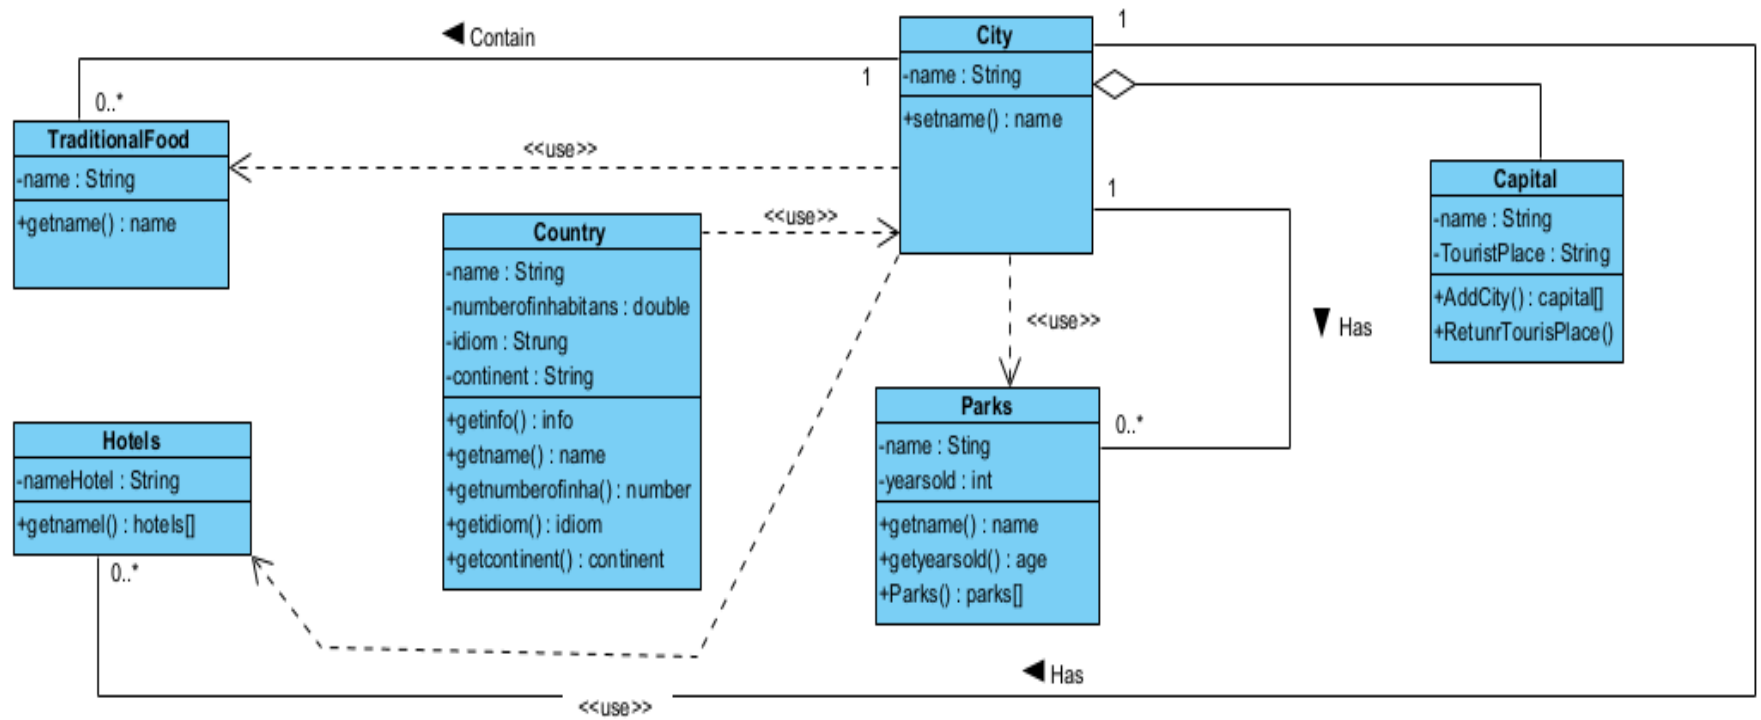 1
City
Contain
-name : String
1
0..*
+setname() : name
TraditionalFood
<<use>>
-name : String
Capital
1
+getname() : name
<<use>>
-name : String
Country
-TouristPlace : String
-name : String
+AddCity() : capital[]
-numberofinhabitans : double
<<use>>
Has
+RetunrTourisPlace()
-idiom : Strung
-continent : String
Parks
+getinfo() : info
0..*
Hotels
-name : Sting
+getname() : name
-nameHotel : String
-yearsold : int
+getnumberofinha() : number
+getnamel() : hotels[]
+getname() : name
+getidiom() : idiom
+getcontinent() : continent
+getyearsold() : age
0..*
+Parks() : parks[]
Has
<<use>>